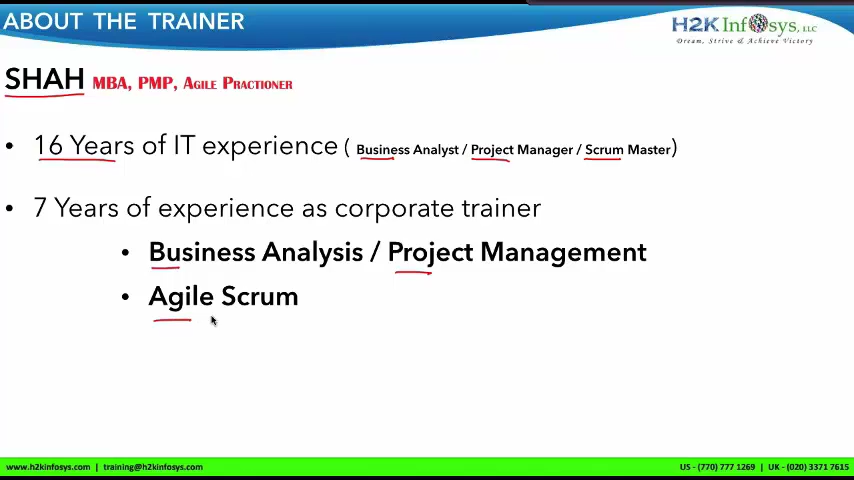 ABOUT THE TRAINER
H2K Infosys, LLC
Dream, Strive & Achieve Victory
SHAH MBA, PMP, Agile Practioner
• 16 Years of IT experience ( Business Analyst / Project Manager / Scrum Master)
• 7 Years of experience as corporate trainer
• Business Analysis / Project Management
• Agile Scrum
www.h2kinfosys.com | training@h2kinfosys.com
US - (770) 777 1269 | UK - (020) 3371 7615